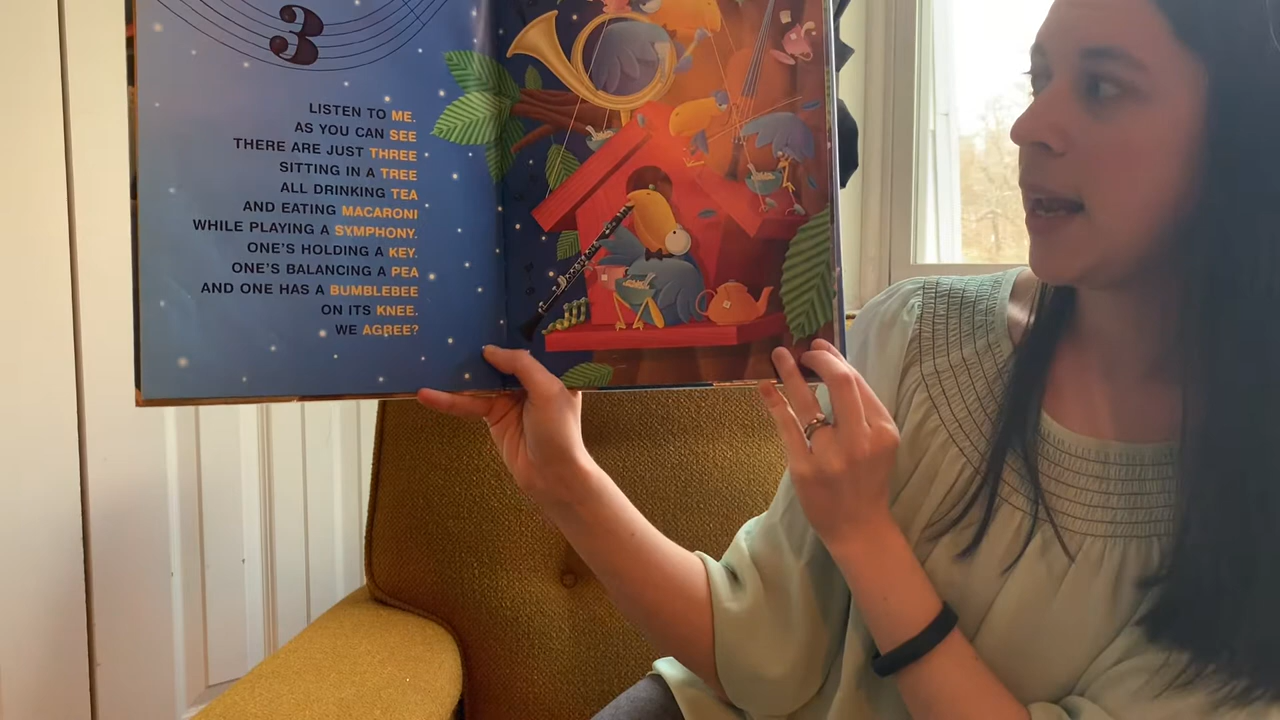 3
LISTEN TO ME.
AS YOU CAN SEE
THERE ARE JUST THREE
SITTING IN A TREE
ALL DRINKING TEA
AND EATING MACARONI
WHILE PLAYING A SYMPHONY.
ONE'S HOLDING A KEY.
ONE'S BALANCING A PEA
AND ONE HAS A BUMBLEBEE
ON ITS KNEE.
WE AGREE?